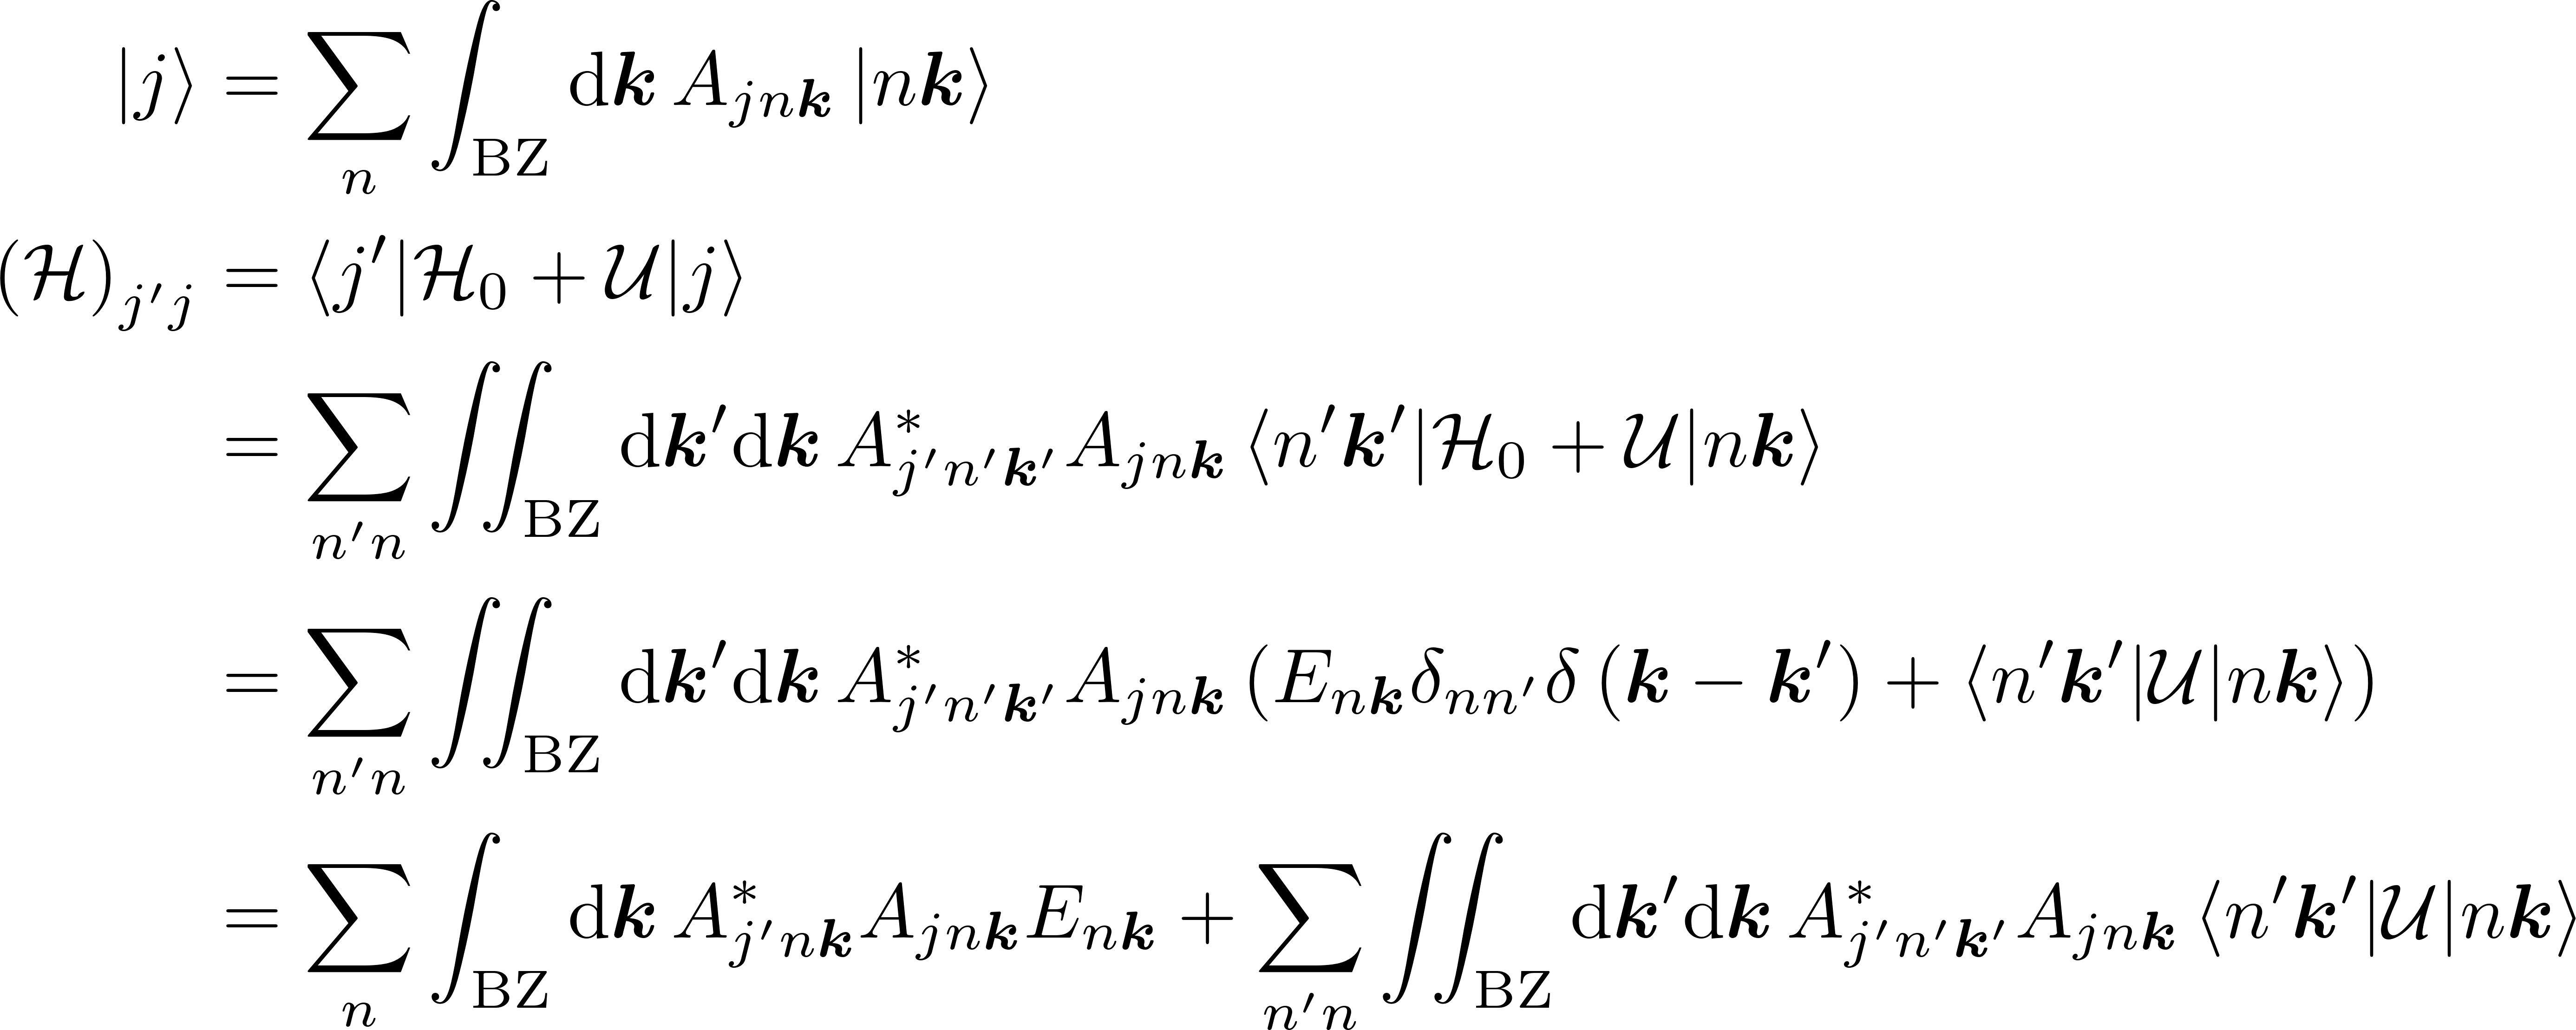 |j⟩ = ∑_n ∫_BZ d𝒌 A_{jn𝒌} |n𝒌⟩
(ℋ)_{j′j} = ⟨j′|ℋ_0 + 𝒰|j⟩
= ∑_{n′n} ∬_BZ d𝒌′d𝒌 A^*_{j′n′𝒌′} A_{jn𝒌} ⟨n′𝒌′|ℋ_0 + 𝒰|n𝒌⟩
= ∑_{n′n} ∬_BZ d𝒌′d𝒌 A^*_{j′n′𝒌′} A_{jn𝒌} (E_{n𝒌} δ_{nn′} δ(𝒌 − 𝒌′) + ⟨n′𝒌′|𝒰|n𝒌⟩)
= ∑_n ∫_BZ d𝒌 A^*_{j′n𝒌} A_{jn𝒌} E_{n𝒌} + ∑_{n′n} ∬_BZ d𝒌′d𝒌 A^*_{j′n′𝒌′} A_{jn𝒌} ⟨n′𝒌′|𝒰|n𝒌⟩